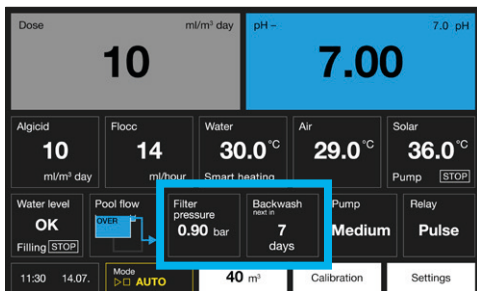 Dose ml/m³ day
10
pH – 7.0 pH
7.00
Algicid
10
ml/m³ day
Flocc
14
ml/hour
Water
30.0°C
Smart heating
Air
29.0°C
Solar
36.0°C
Pump STOP
Water level
OK
Filling STOP
Pool flow
OVER
Filter
pressure
0.90 bar
Backwash
next in
7
days
Pump
Medium
Relay
Pulse
11:30 14.07.
Mode
AUTO
40 m³
Calibration
Settings